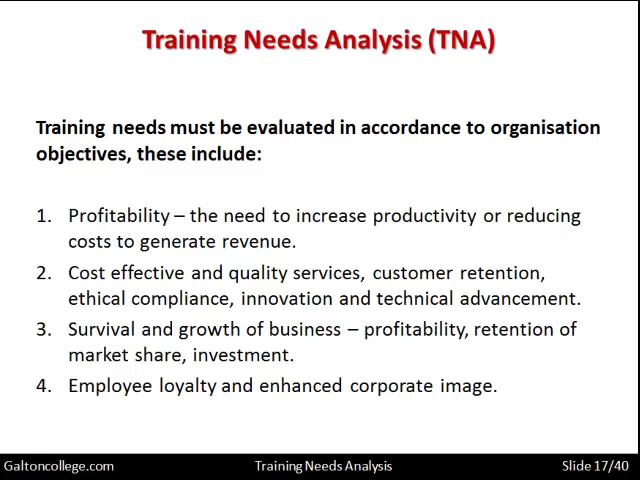 Training Needs Analysis (TNA)
Training needs must be evaluated in accordance to organisation
objectives, these include:
1. Profitability – the need to increase productivity or reducing
costs to generate revenue.
2. Cost effective and quality services, customer retention,
ethical compliance, innovation and technical advancement.
3. Survival and growth of business – profitability, retention of
market share, investment.
4. Employee loyalty and enhanced corporate image.
Galtoncollege.com Training Needs Analysis Slide 17/40